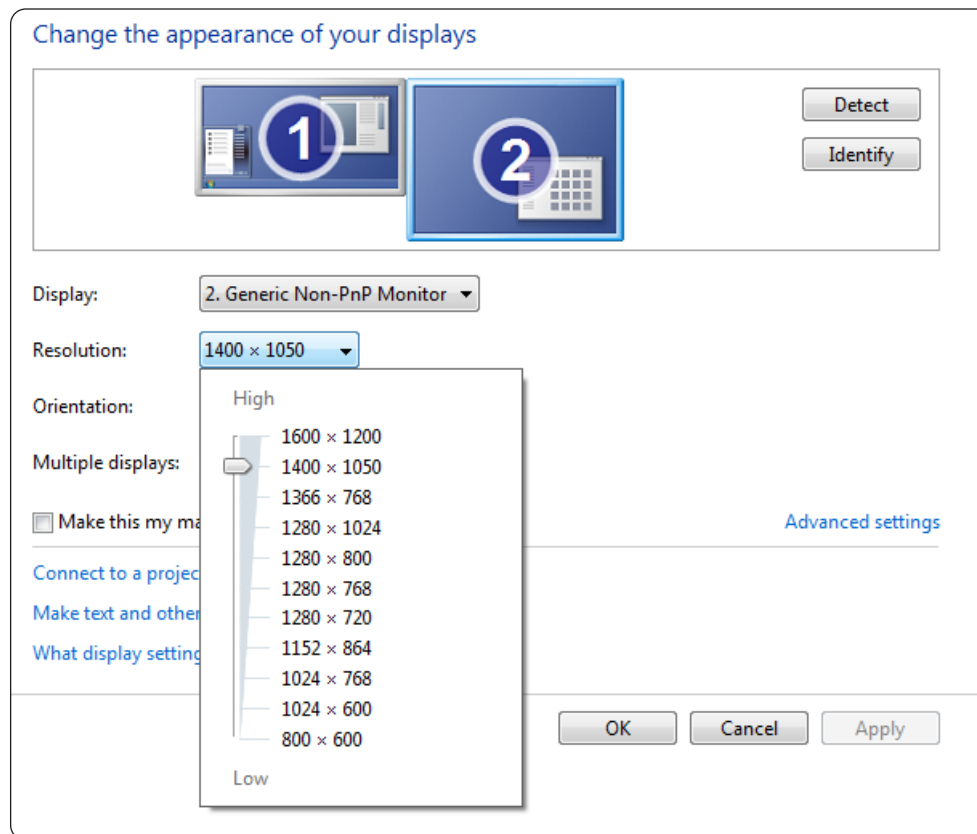 Change the appearance of your displays
1
2
Detect
Identify
Display:
2. Generic Non-PnP Monitor
Resolution:
1400 × 1050
Orientation:
High
1600 × 1200
1400 × 1050
1366 × 768
1280 × 1024
1280 × 800
1280 × 768
1280 × 720
1152 × 864
1024 × 768
1024 × 600
800 × 600
Low
Multiple displays:
Make this my ma
Advanced settings
Connect to a projec
Make text and other
What display setting
OK
Cancel
Apply